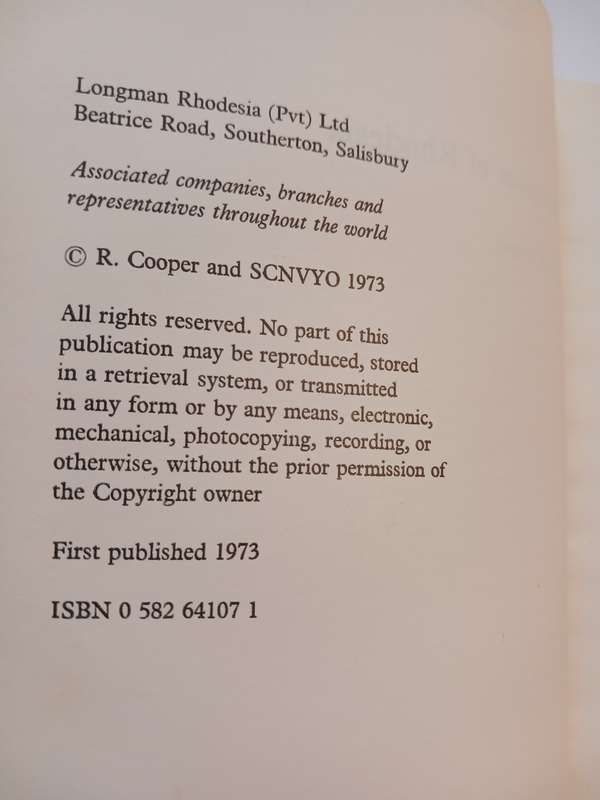 Longman Rhodesia (Pvt) Ltd
Beatrice Road, Southerton, Salisbury
Associated companies, branches and
representatives throughout the world
© R. Cooper and SCNVYO 1973
All rights reserved. No part of this
publication may be reproduced, stored
in a retrieval system, or transmitted
in any form or by any means, electronic,
mechanical, photocopying, recording, or
otherwise, without the prior permission of
the Copyright owner
First published 1973
ISBN 0 582 64107 1